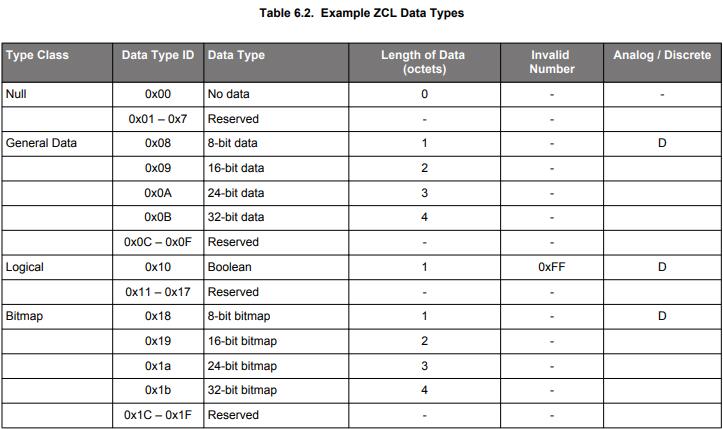 Table 6.2. Example ZCL Data Types
Type Class Data Type ID Data Type Length of Data (octets) Invalid Number Analog / Discrete
Null 0x00 No data 0 - -
0x01 – 0x7 Reserved - -
General Data 0x08 8-bit data 1 - D
0x09 16-bit data 2 -
0x0A 24-bit data 3 -
0x0B 32-bit data 4 -
0x0C – 0x0F Reserved - -
Logical 0x10 Boolean 1 0xFF D
0x11 – 0x17 Reserved - -
Bitmap 0x18 8-bit bitmap 1 - D
0x19 16-bit bitmap 2 -
0x1a 24-bit bitmap 3 -
0x1b 32-bit bitmap 4 -
0x1C – 0x1F Reserved - -